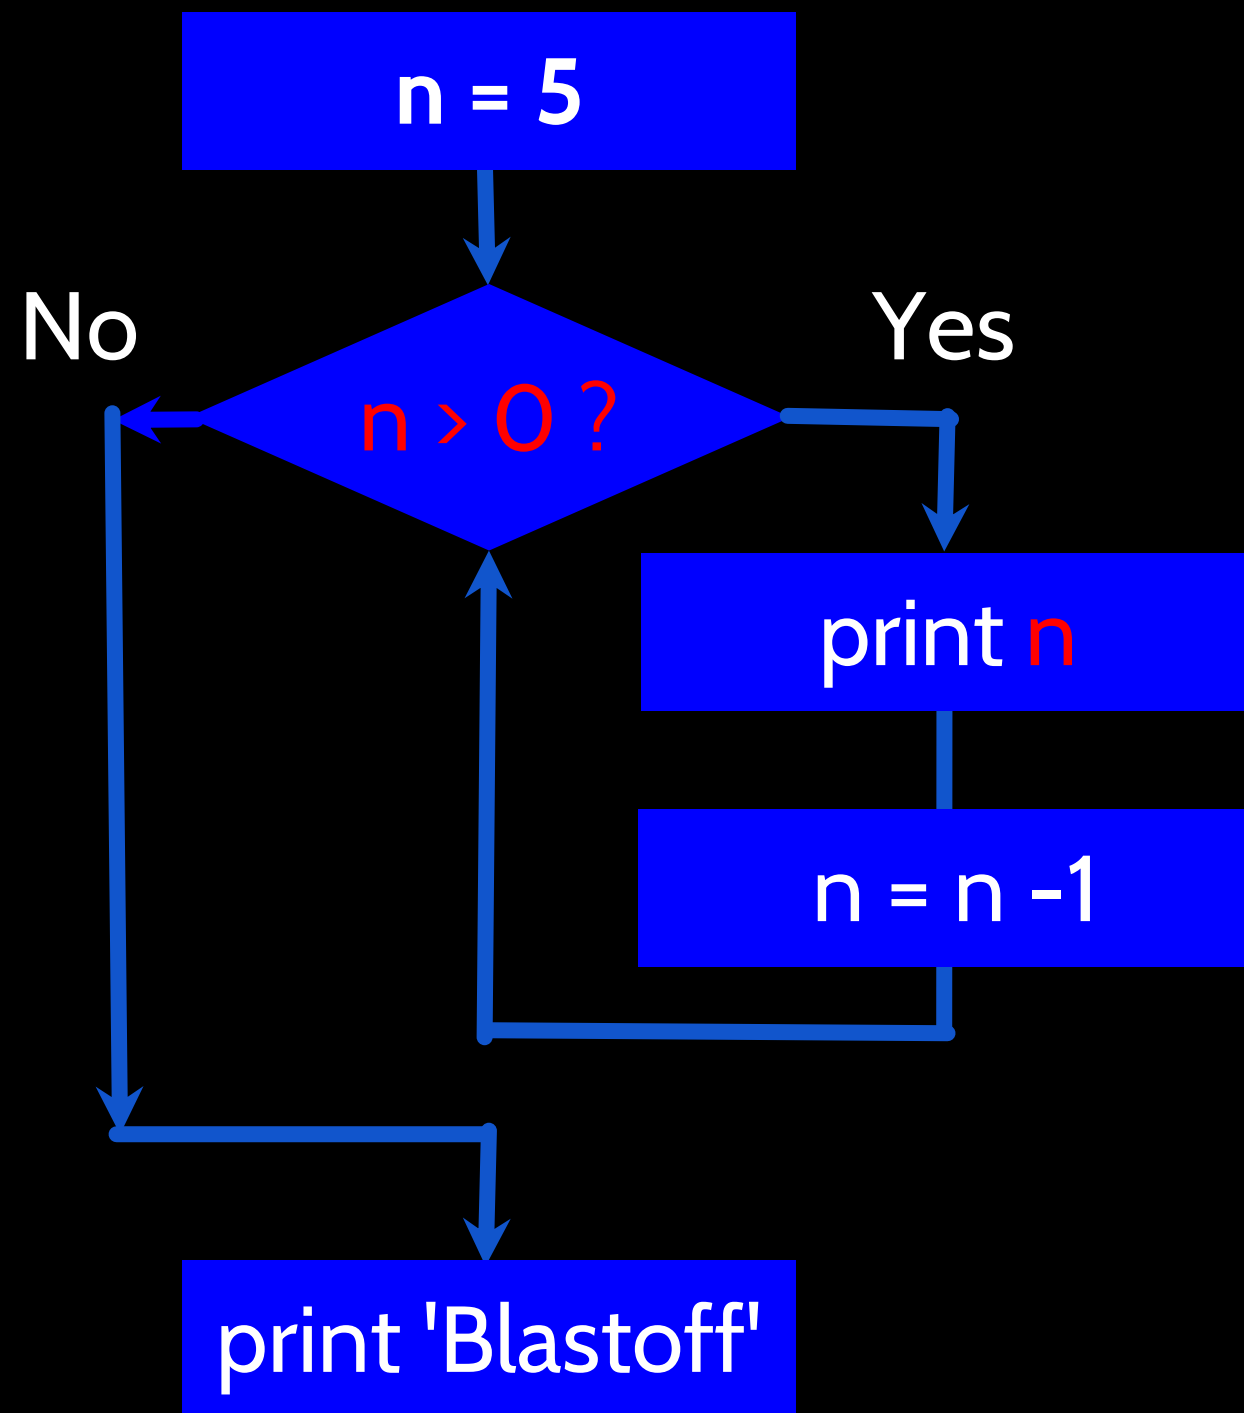 n = 5
No
Yes
n > 0 ?
print n
n = n -1
print 'Blastoff'